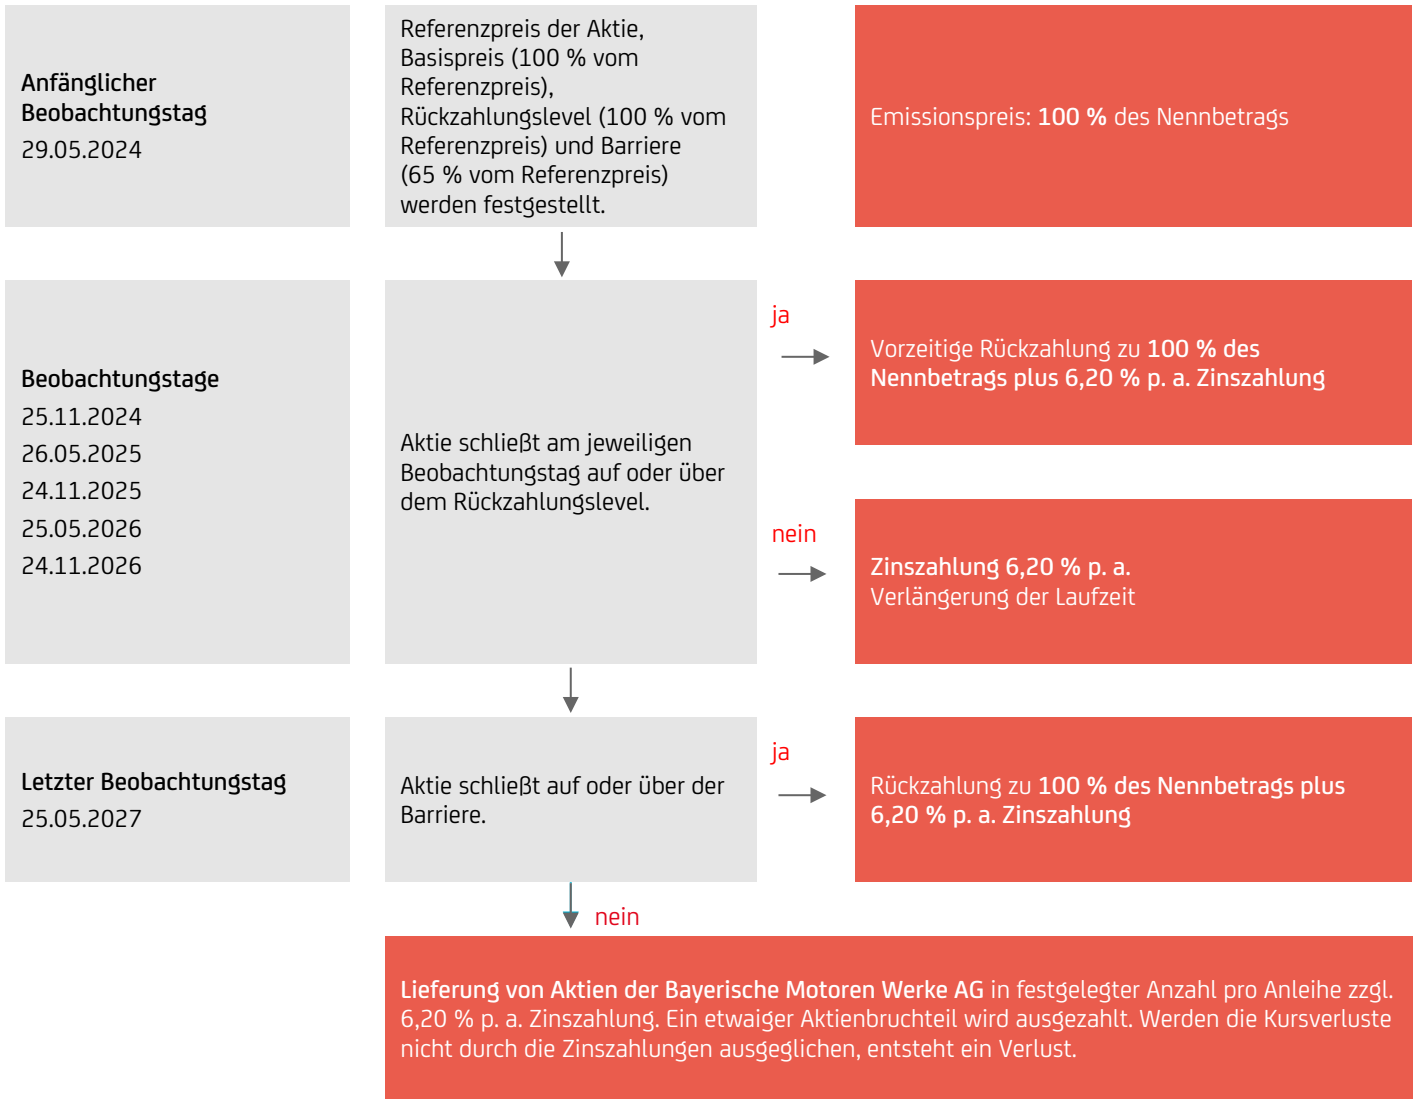 Anfänglicher
Beobachtungstag
29.05.2024
Referenzpreis der Aktie,
Basispreis (100 % vom
Referenzpreis),
Rückzahlungslevel (100 % vom
Referenzpreis) und Barriere
(65 % vom Referenzpreis)
werden festgestellt.
Emissionspreis: 100 % des Nennbetrags
Beobachtungstage
25.11.2024
26.05.2025
24.11.2025
25.05.2026
24.11.2026
Aktie schließt am jeweiligen
Beobachtungstag auf oder über
dem Rückzahlungslevel.
ja
Vorzeitige Rückzahlung zu 100 % des
Nennbetrags plus 6,20 % p. a. Zinszahlung
nein
Zinszahlung 6,20 % p. a.
Verlängerung der Laufzeit
Letzter Beobachtungstag
25.05.2027
Aktie schließt auf oder über der
Barriere.
ja
Rückzahlung zu 100 % des Nennbetrags plus
6,20 % p. a. Zinszahlung
nein
Lieferung von Aktien der Bayerische Motoren Werke AG in festgelegter Anzahl pro Anleihe zzgl.
6,20 % p. a. Zinszahlung. Ein etwaiger Aktienbruchteil wird ausgezahlt. Werden die Kursverluste
nicht durch die Zinszahlungen ausgeglichen, entsteht ein Verlust.